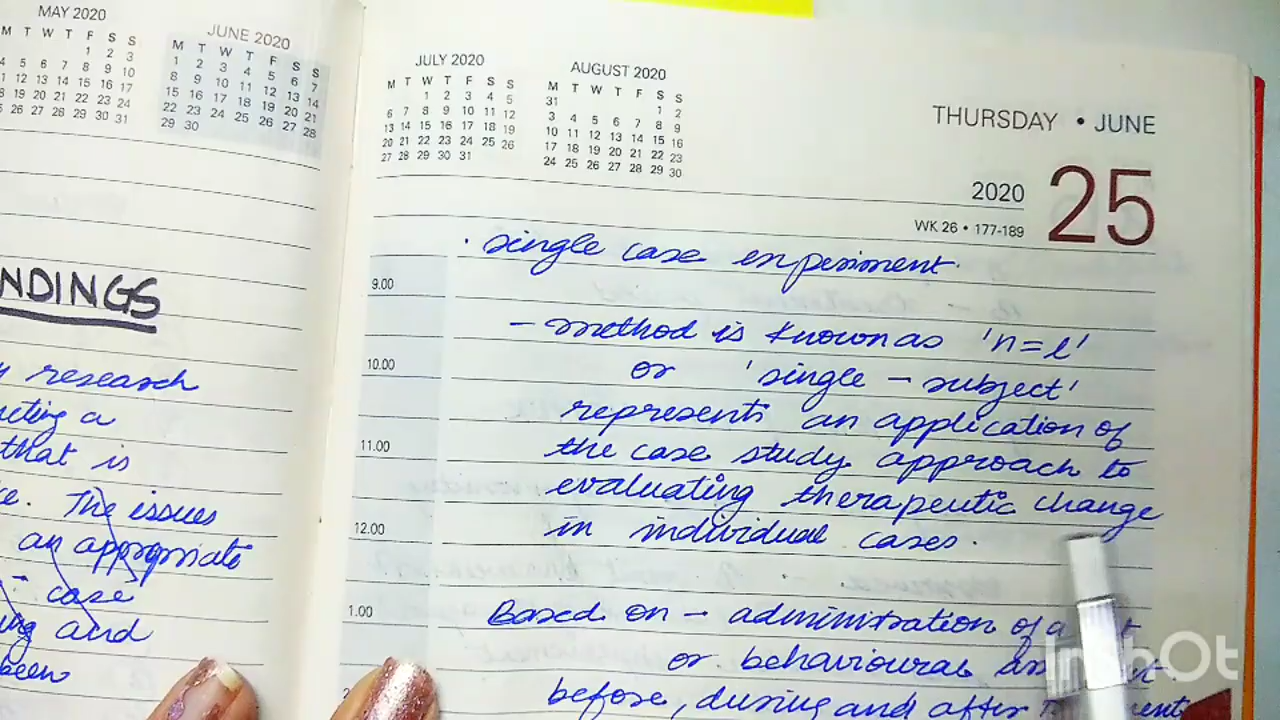 MAY 2020
M T W T F S S
1 2 3
4 5 6 7 8 9 10
11 12 13 14 15 16 17
18 19 20 21 22 23 24
25 26 27 28 29 30 31
JUNE 2020
M T W T F S S
1 2 3 4 5 6 7
8 9 10 11 12 13 14
15 16 17 18 19 20 21
22 23 24 25 26 27 28
29 30
NDINGS
research
that is
The issues
an appropriate
case
and
been
JULY 2020
M T W T F S S
1 2 3 4 5
6 7 8 9 10 11 12
13 14 15 16 17 18 19
20 21 22 23 24 25 26
27 28 29 30 31
AUGUST 2020
M T W T F S S
31 1 2
3 4 5 6 7 8 9
10 11 12 13 14 15 16
17 18 19 20 21 22 23
24 25 26 27 28 29 30
THURSDAY • JUNE
2020 25
WK 26 • 177-189
· single case experiment.
9.00
- method is known as 'n=1'
10.00
or 'single - subject'
represents an application of
11.00
the case study approach to
evaluating therapeutic change
12.00
in individual cases.
1.00
Based on - administration of a
or behavioural
before, during and after
InShOt